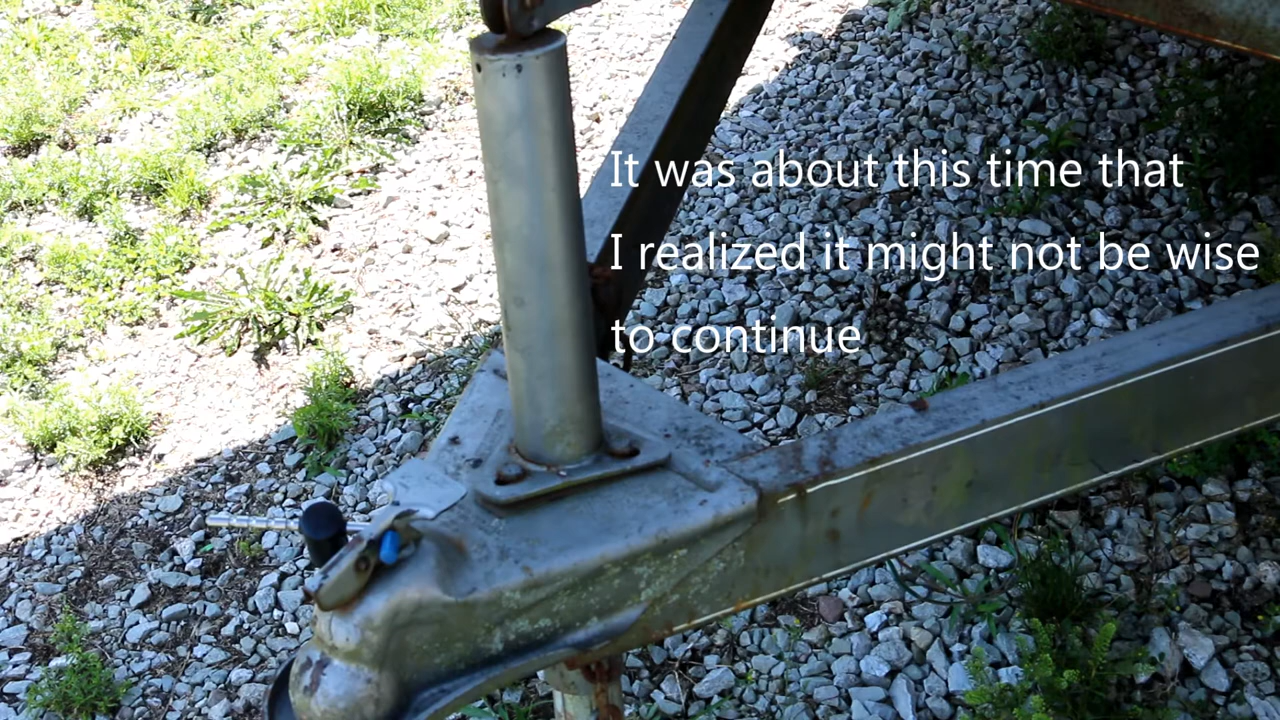 It was about this time that
I realized it might not be wise
to continue